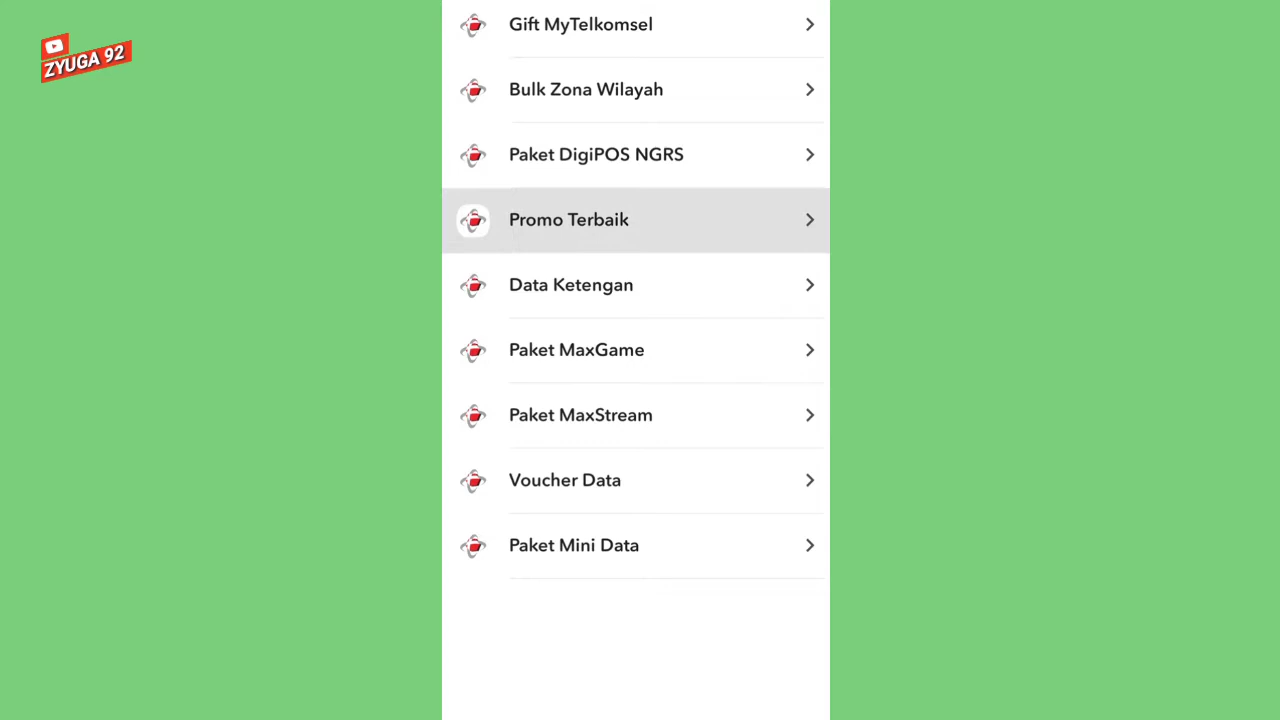 ZYUGA 92
Gift MyTelkomsel
Bulk Zona Wilayah
Paket DigiPOS NGRS
Promo Terbaik
Data Ketengan
Paket MaxGame
Paket MaxStream
Voucher Data
Paket Mini Data